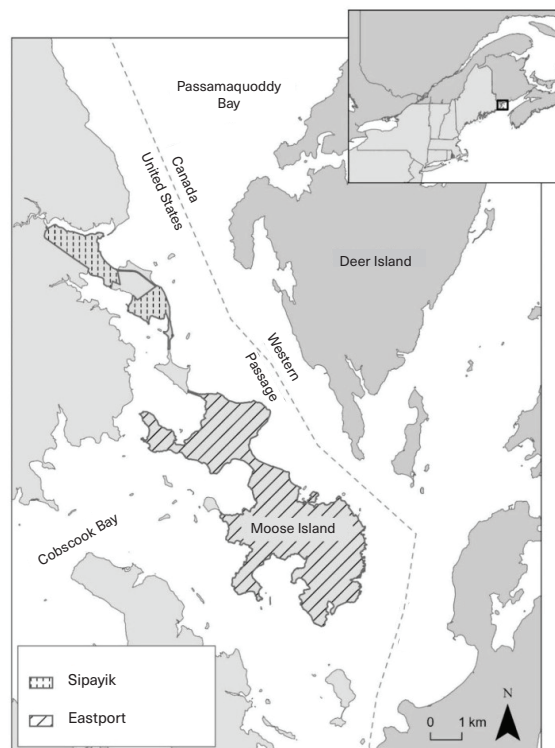 Passamaquoddy
Bay
Canada
United States
Deer Island
Western
Passage
Moose Island
Cobscook Bay
Sipayik
Eastport
N
0 1 km